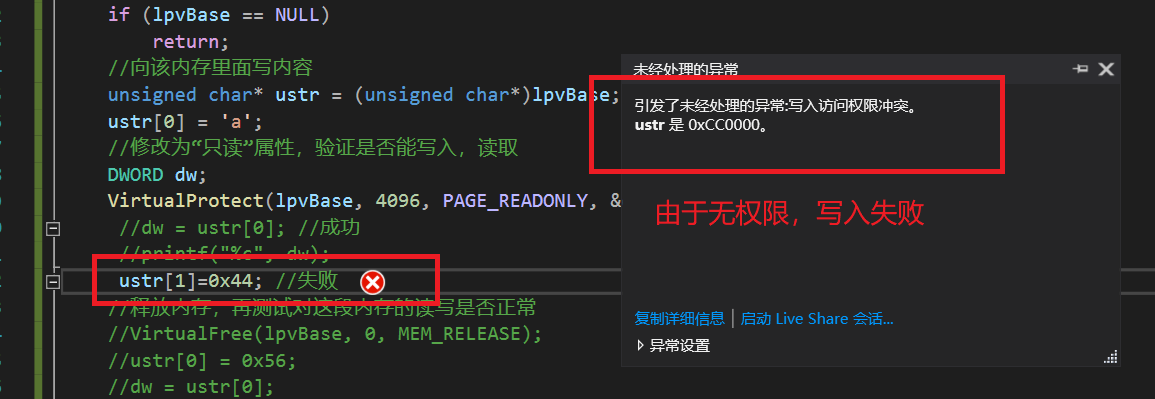 if (lpvBase == NULL)
return;
//向该内存里面写内容
unsigned char* ustr = (unsigned char*)lpvBase;
ustr[0] = 'a';
//修改为“只读”属性，验证是否能写入，读取
DWORD dw;
VirtualProtect(lpvBase, 4096, PAGE_READONLY, &
//dw = ustr[0]; //成功
//printf("%c", dw);
ustr[1]=0x44; //失败
//释放内存，再测试对这段内存的读写是否正常
//VirtualFree(lpvBase, 0, MEM_RELEASE);
//ustr[0] = 0x56;
//dw = ustr[0];
未经处理的异常
引发了未经处理的异常:写入访问权限冲突。
ustr 是 0xCC0000。
由于无权限，写入失败
复制详细信息 | 启动 Live Share 会话...
异常设置